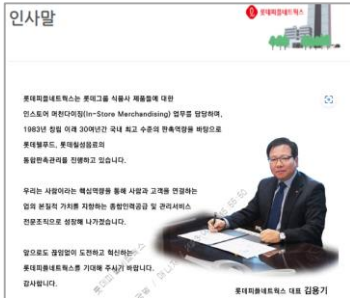 인사말
롯데피플네트웍스
롯데피플네트웍스는 롯데그룹 식품사 제품들에 대한
인스토어 머천다이징(In-Store Merchandising) 업무를 담당하며,
1983년 창립 이래 30여년간 국내 최고 수준의 판촉역량을 바탕으로
롯데웰푸드, 롯데칠성음료의
통합판촉관리를 진행하고 있습니다.
우리는 사람이라는 핵심역량을 통해 사람과 고객을 연결하는
업의 본질적 가치를 지향하는 종합인력공급 및 관리서비스
전문조직으로 성장해 나가겠습니다.
앞으로도 끊임없이 도전하고 혁신하는
롯데피플네트웍스를 기대해 주시기 바랍니다.
감사합니다.
롯데피플네트웍스 대표 김용기